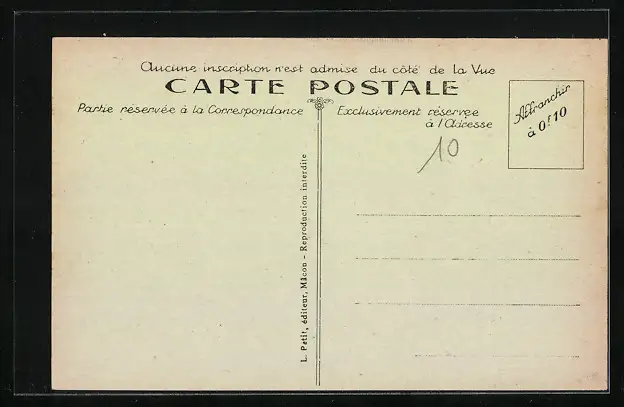 Aucune inscription n'est admise du côté de la Vue
CARTE POSTALE
Partie réservée à la Correspondance
Exclusivement réservée
à l'Adresse
Affranchir
à 0f10
10
L. Petit, éditeur, Mâcon - Reproduction interdite